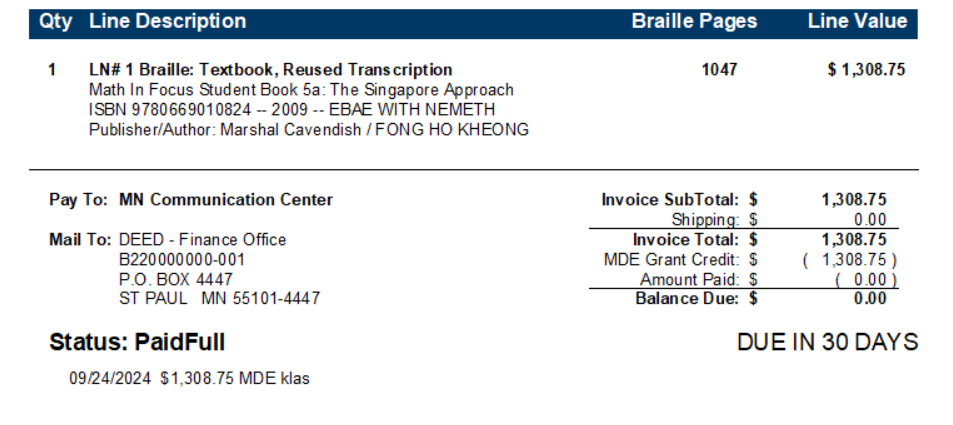 Qty Line Description Braille Pages Line Value
1 LN# 1 Braille: Textbook, Reused Transcription 1047 $ 1,308.75
Math In Focus Student Book 5a: The Singapore Approach
ISBN 9780669010824 -- 2009 -- EBAE WITH NEMETH
Publisher/Author: Marshal Cavendish / FONG HO KHEONG
Pay To: MN Communication Center Invoice SubTotal: $ 1,308.75
Shipping: $ 0.00
Mail To: DEED - Finance Office Invoice Total: $ 1,308.75
B220000000-001 MDE Grant Credit: $ ( 1,308.75 )
P.O. BOX 4447 Amount Paid: $ ( 0.00 )
ST PAUL MN 55101-4447 Balance Due: $ 0.00
Status: PaidFull DUE IN 30 DAYS
09/24/2024 $1,308.75 MDE klas